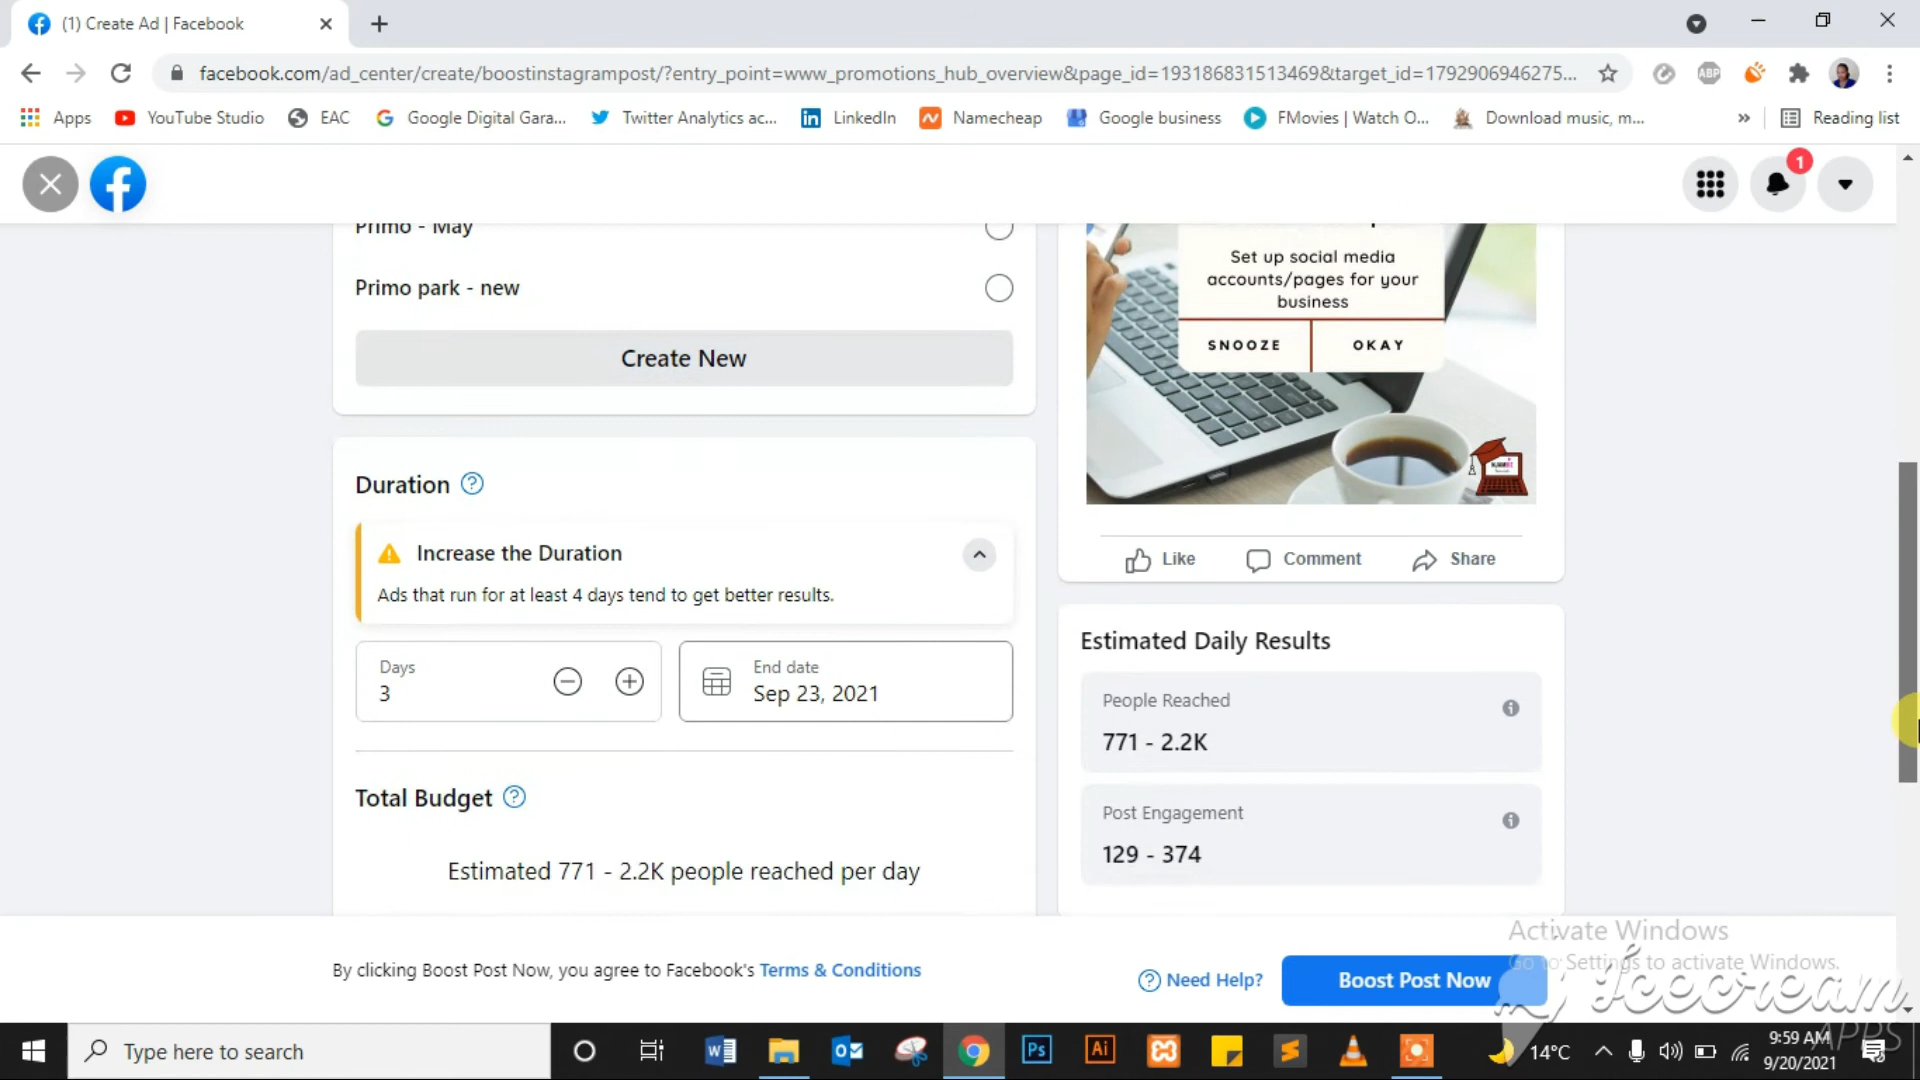 (1) Create Ad | Facebook
facebook.com/ad_center/create/boostinstagrampost/?entry_point=www_promotions_hub_overview&page_id=193186831513469&target_id=1792906946275...
ABP
Apps
YouTube Studio
EAC
Google Digital Gara...
Twitter Analytics ac...
LinkedIn
Namecheap
Google business
FMovies | Watch O...
Download music, m...
Reading list
1
Primo - May
Primo park - new
Create New
Duration
Increase the Duration
Ads that run for at least 4 days tend to get better results.
Days
3
End date
Sep 23, 2021
Total Budget
Estimated 771 - 2.2K people reached per day
Set up social media
accounts/pages for your
business
SNOOZE
OKAY
Like
Comment
Share
Estimated Daily Results
People Reached
771 - 2.2K
Post Engagement
129 - 374
By clicking Boost Post Now, you agree to Facebook's Terms & Conditions
Need Help?
Boost Post Now
Activate Windows
Go to Settings to activate Windows.
Icecream
APPS
Type here to search
Ps
Ai
14°C
9:59 AM
9/20/2021